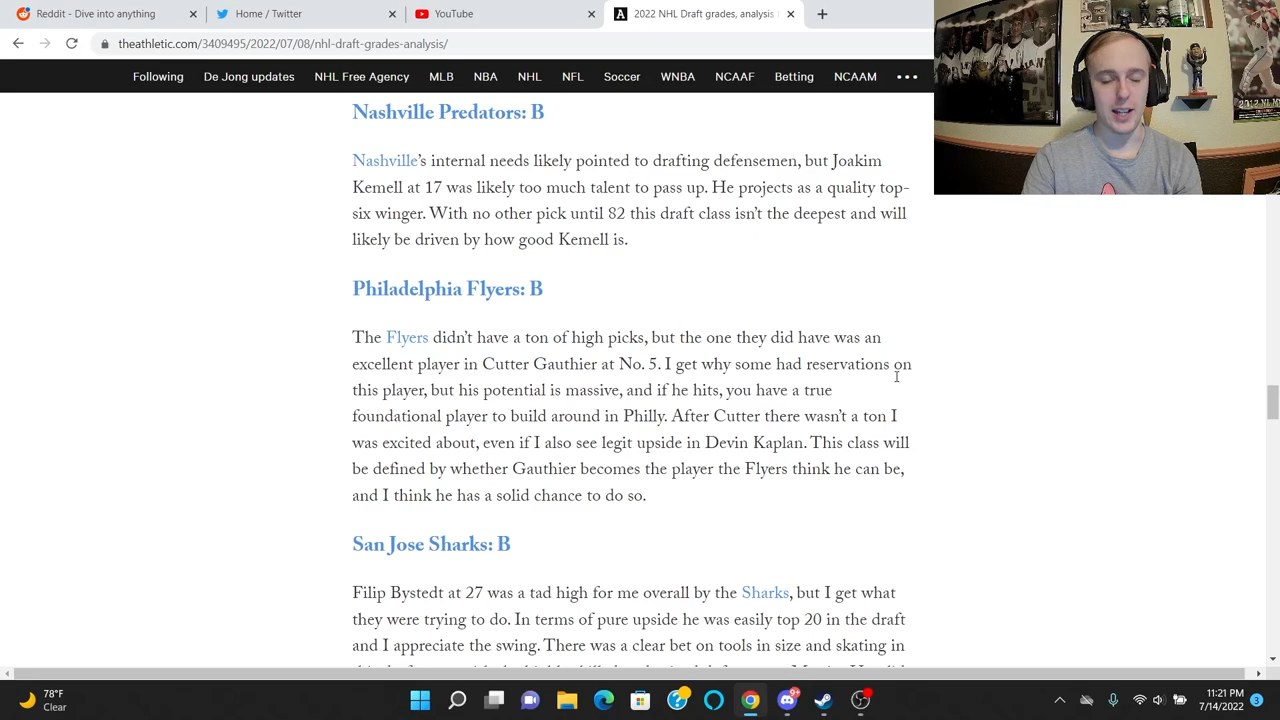 Reddit - Dive into anything
Home / Twitter
YouTube
2022 NHL Draft grades, analysis
theathletic.com/3409495/2022/07/08/nhl-draft-grades-analysis/
Following De Jong updates NHL Free Agency MLB NBA NHL NFL Soccer WNBA NCAAF Betting NCAAM
Nashville Predators: B
Nashville’s internal needs likely pointed to drafting defensemen, but Joakim
Kemell at 17 was likely too much talent to pass up. He projects as a quality top-
six winger. With no other pick until 82 this draft class isn’t the deepest and will
likely be driven by how good Kemell is.
Philadelphia Flyers: B
The Flyers didn’t have a ton of high picks, but the one they did have was an
excellent player in Cutter Gauthier at No. 5. I get why some had reservations on
this player, but his potential is massive, and if he hits, you have a true
foundational player to build around in Philly. After Cutter there wasn’t a ton I
was excited about, even if I also see legit upside in Devin Kaplan. This class will
be defined by whether Gauthier becomes the player the Flyers think he can be,
and I think he has a solid chance to do so.
San Jose Sharks: B
Filip Bystedt at 27 was a tad high for me overall by the Sharks, but I get what
they were trying to do. In terms of pure upside he was easily top 20 in the draft
and I appreciate the swing. There was a clear bet on tools in size and skating in
78°F
Clear
11:21 PM
7/14/2022